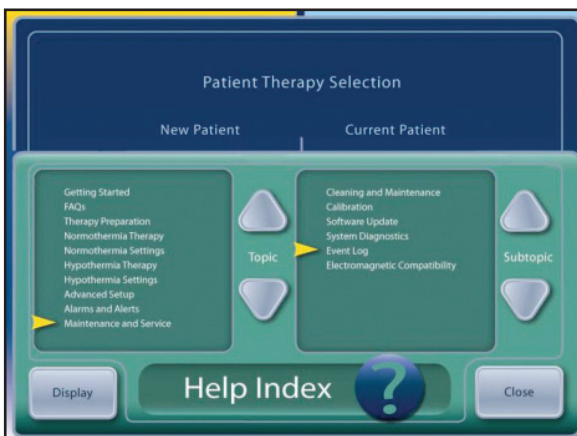 Patient Therapy Selection
New Patient Current Patient
Getting Started
FAQs
Therapy Preparation
Normothermia Therapy
Normothermia Settings
Hypothermia Therapy
Hypothermia Settings
Advanced Setup
Alarms and Alerts
Maintenance and Service
Topic
Cleaning and Maintenance
Calibration
Software Update
System Diagnostics
Event Log
Electromagnetic Compatibility
Subtopic
Display
Help Index ?
Close